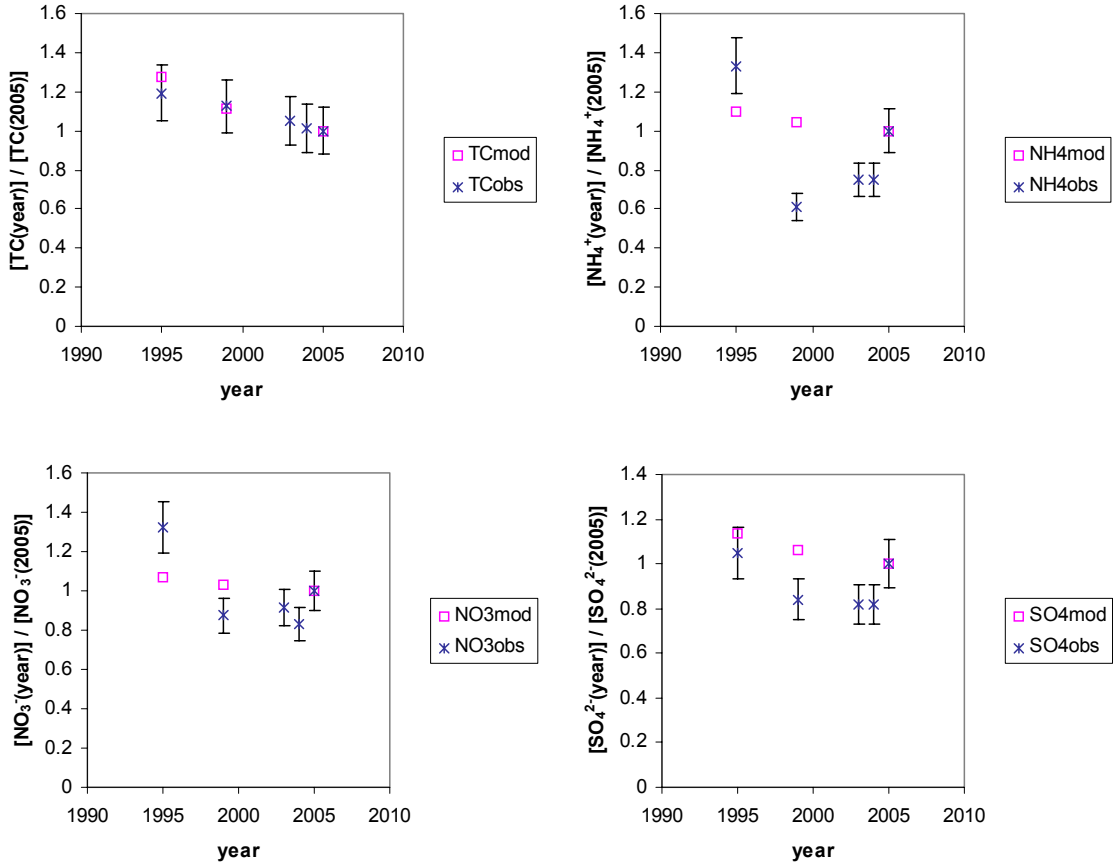 [TC(year)] / [TC(2005)]
1.6
1.4
1.2
1
0.8
0.6
0.4
0.2
0
1990 1995 2000 2005 2010
year
TCmod
TCobs
[NH₄⁺(year)] / [NH₄⁺(2005)]
1.6
1.4
1.2
1
0.8
0.6
0.4
0.2
0
1990 1995 2000 2005 2010
year
NH4mod
NH4obs
[NO₃⁻(year)] / [NO₃⁻(2005)]
1.6
1.4
1.2
1
0.8
0.6
0.4
0.2
0
1990 1995 2000 2005 2010
year
NO3mod
NO3obs
[SO₄²⁻(year)] / [SO₄²⁻(2005)]
1.4
1.2
1
0.8
0.6
0.4
0.2
0
1990 1995 2000 2005 2010
year
SO4mod
SO4obs